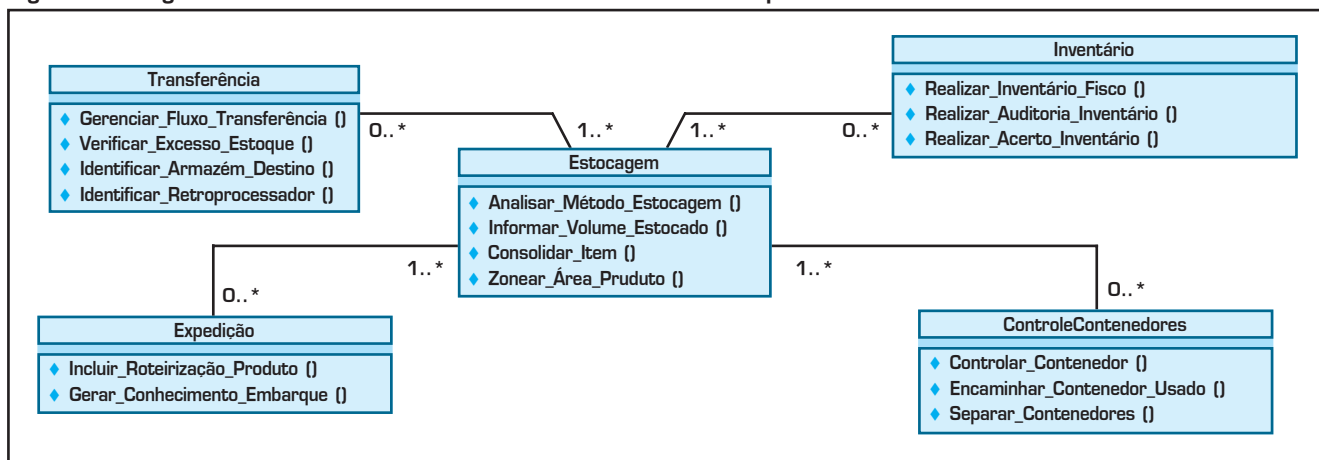 Transferência
Gerenciar_Fluxo_Transferência ()
Verificar_Excesso_Estoque ()
Identificar_Armazém_Destino ()
Identificar_Retroprocessador ()
0..*
1..*
Inventário
Realizar_Inventário_Fisco ()
Realizar_Auditoria_Inventário ()
Realizar_Acerto_Inventário ()
1..*
0..*
Estocagem
Analisar_Método_Estocagem ()
Informar_Volume_Estocado ()
Consolidar_Item ()
Zonear_Área_Pruduto ()
1..*
0..*
1..*
0..*
Expedição
Incluir_Roteirização_Produto ()
Gerar_Conhecimento_Embarque ()
ControleContenedores
Controlar_Contenedor ()
Encaminhar_Contenedor_Usado ()
Separar_Contenedores ()